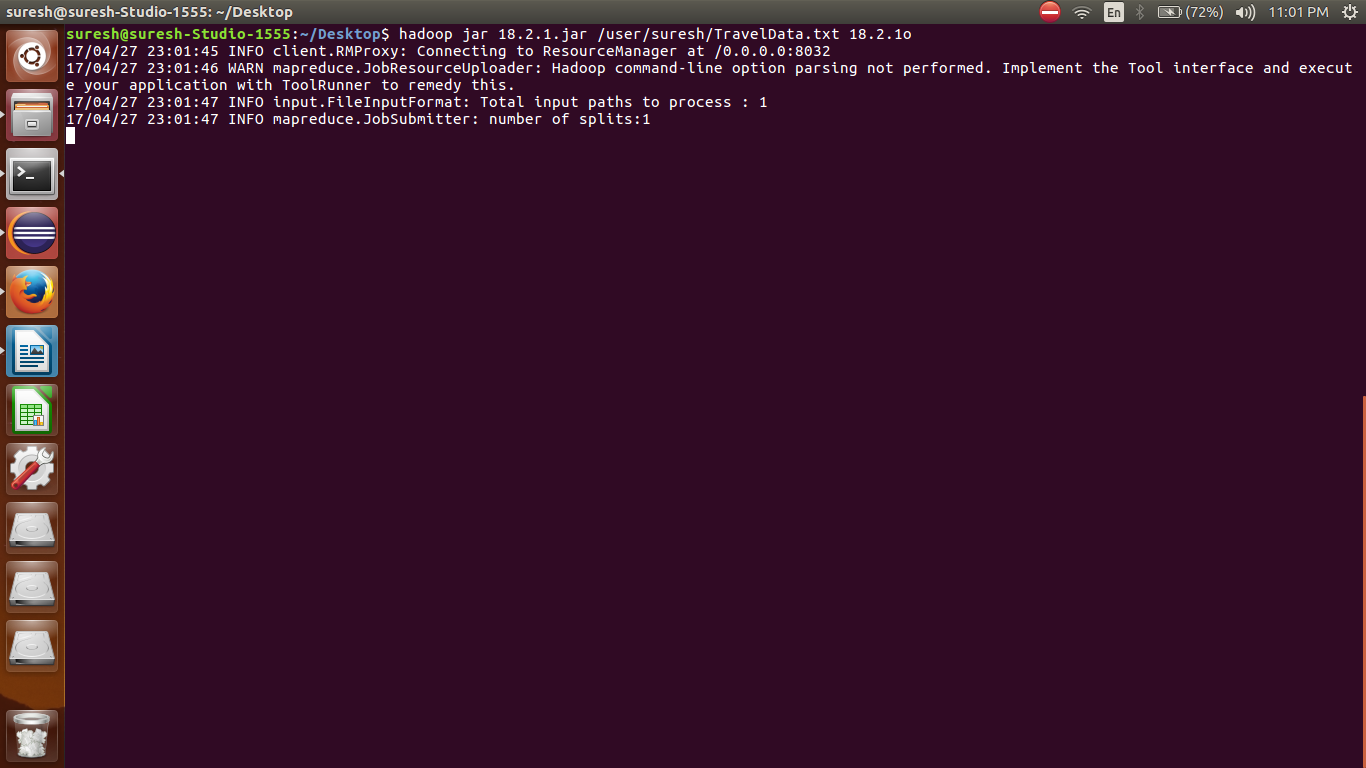 suresh@suresh-Studio-1555: ~/Desktop
En
(72%)
11:01 PM
suresh@suresh-Studio-1555:~/Desktop$ hadoop jar 18.2.1.jar /user/suresh/TravelData.txt 18.2.1o
17/04/27 23:01:45 INFO client.RMProxy: Connecting to ResourceManager at /0.0.0.0:8032
17/04/27 23:01:46 WARN mapreduce.JobResourceUploader: Hadoop command-line option parsing not performed. Implement the Tool interface and execut
e your application with ToolRunner to remedy this.
17/04/27 23:01:47 INFO input.FileInputFormat: Total input paths to process : 1
17/04/27 23:01:47 INFO mapreduce.JobSubmitter: number of splits:1